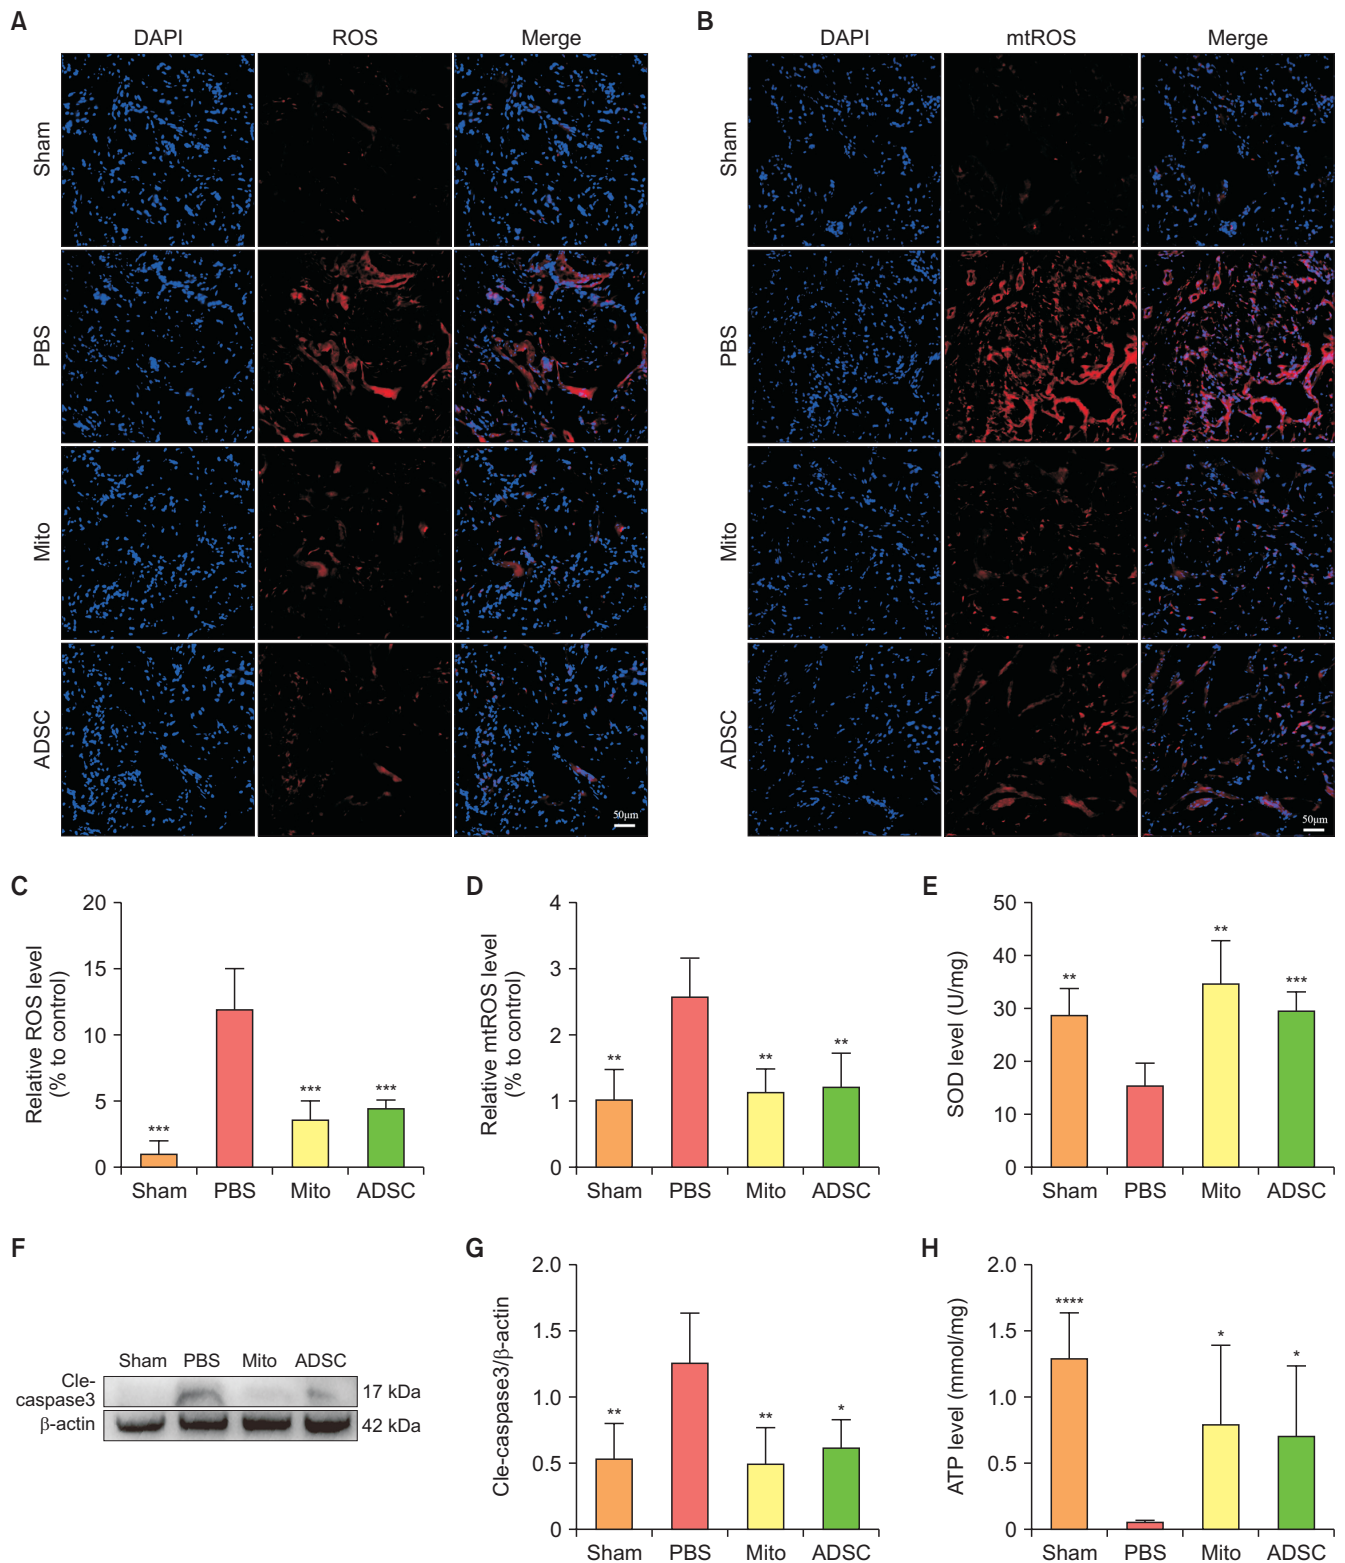 A
DAPI ROS Merge
Sham
PBS
Mito
ADSC
50μm
B
DAPI mtROS Merge
Sham
PBS
Mito
ADSC
50μm
C
Relative ROS level
(% to control)
20
15
10
5
0
***
***
***
Sham PBS Mito ADSC
D
Relative mtROS level
(% to control)
4
3
2
1
0
**
**
**
Sham PBS Mito ADSC
E
SOD level (U/mg)
50
40
30
20
10
0
**
**
***
Sham PBS Mito ADSC
F
Sham PBS Mito ADSC
Cle-
caspase3
17 kDa
β-actin
42 kDa
G
Cle-caspase3/β-actin
2.0
1.5
1.0
0.5
0
**
**
*
Sham PBS Mito ADSC
H
ATP level (mmol/mg)
2.0
1.5
1.0
0.5
0
****
*
*
Sham PBS Mito ADSC